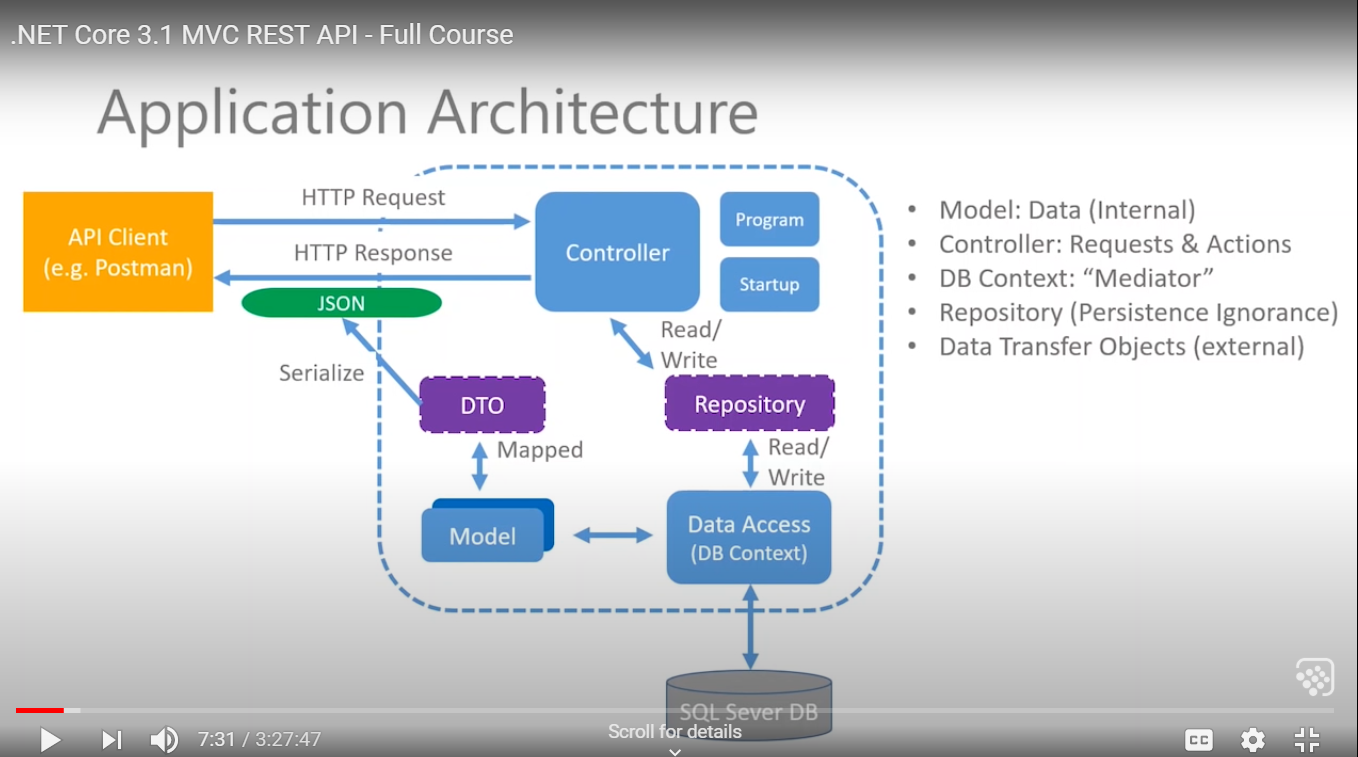 .NET Core 3.1 MVC REST API - Full Course
Application Architecture
API Client
(e.g. Postman)
HTTP Request
HTTP Response
JSON
Serialize
Controller
Program
Startup
Read/
Write
DTO
Repository
Mapped
Read/
Write
Model
Data Access
(DB Context)
SQL Sever DB
• Model: Data (Internal)
• Controller: Requests & Actions
• DB Context: “Mediator”
• Repository (Persistence Ignorance)
• Data Transfer Objects (external)
7:31 / 3:27:47
Scroll for details
CC